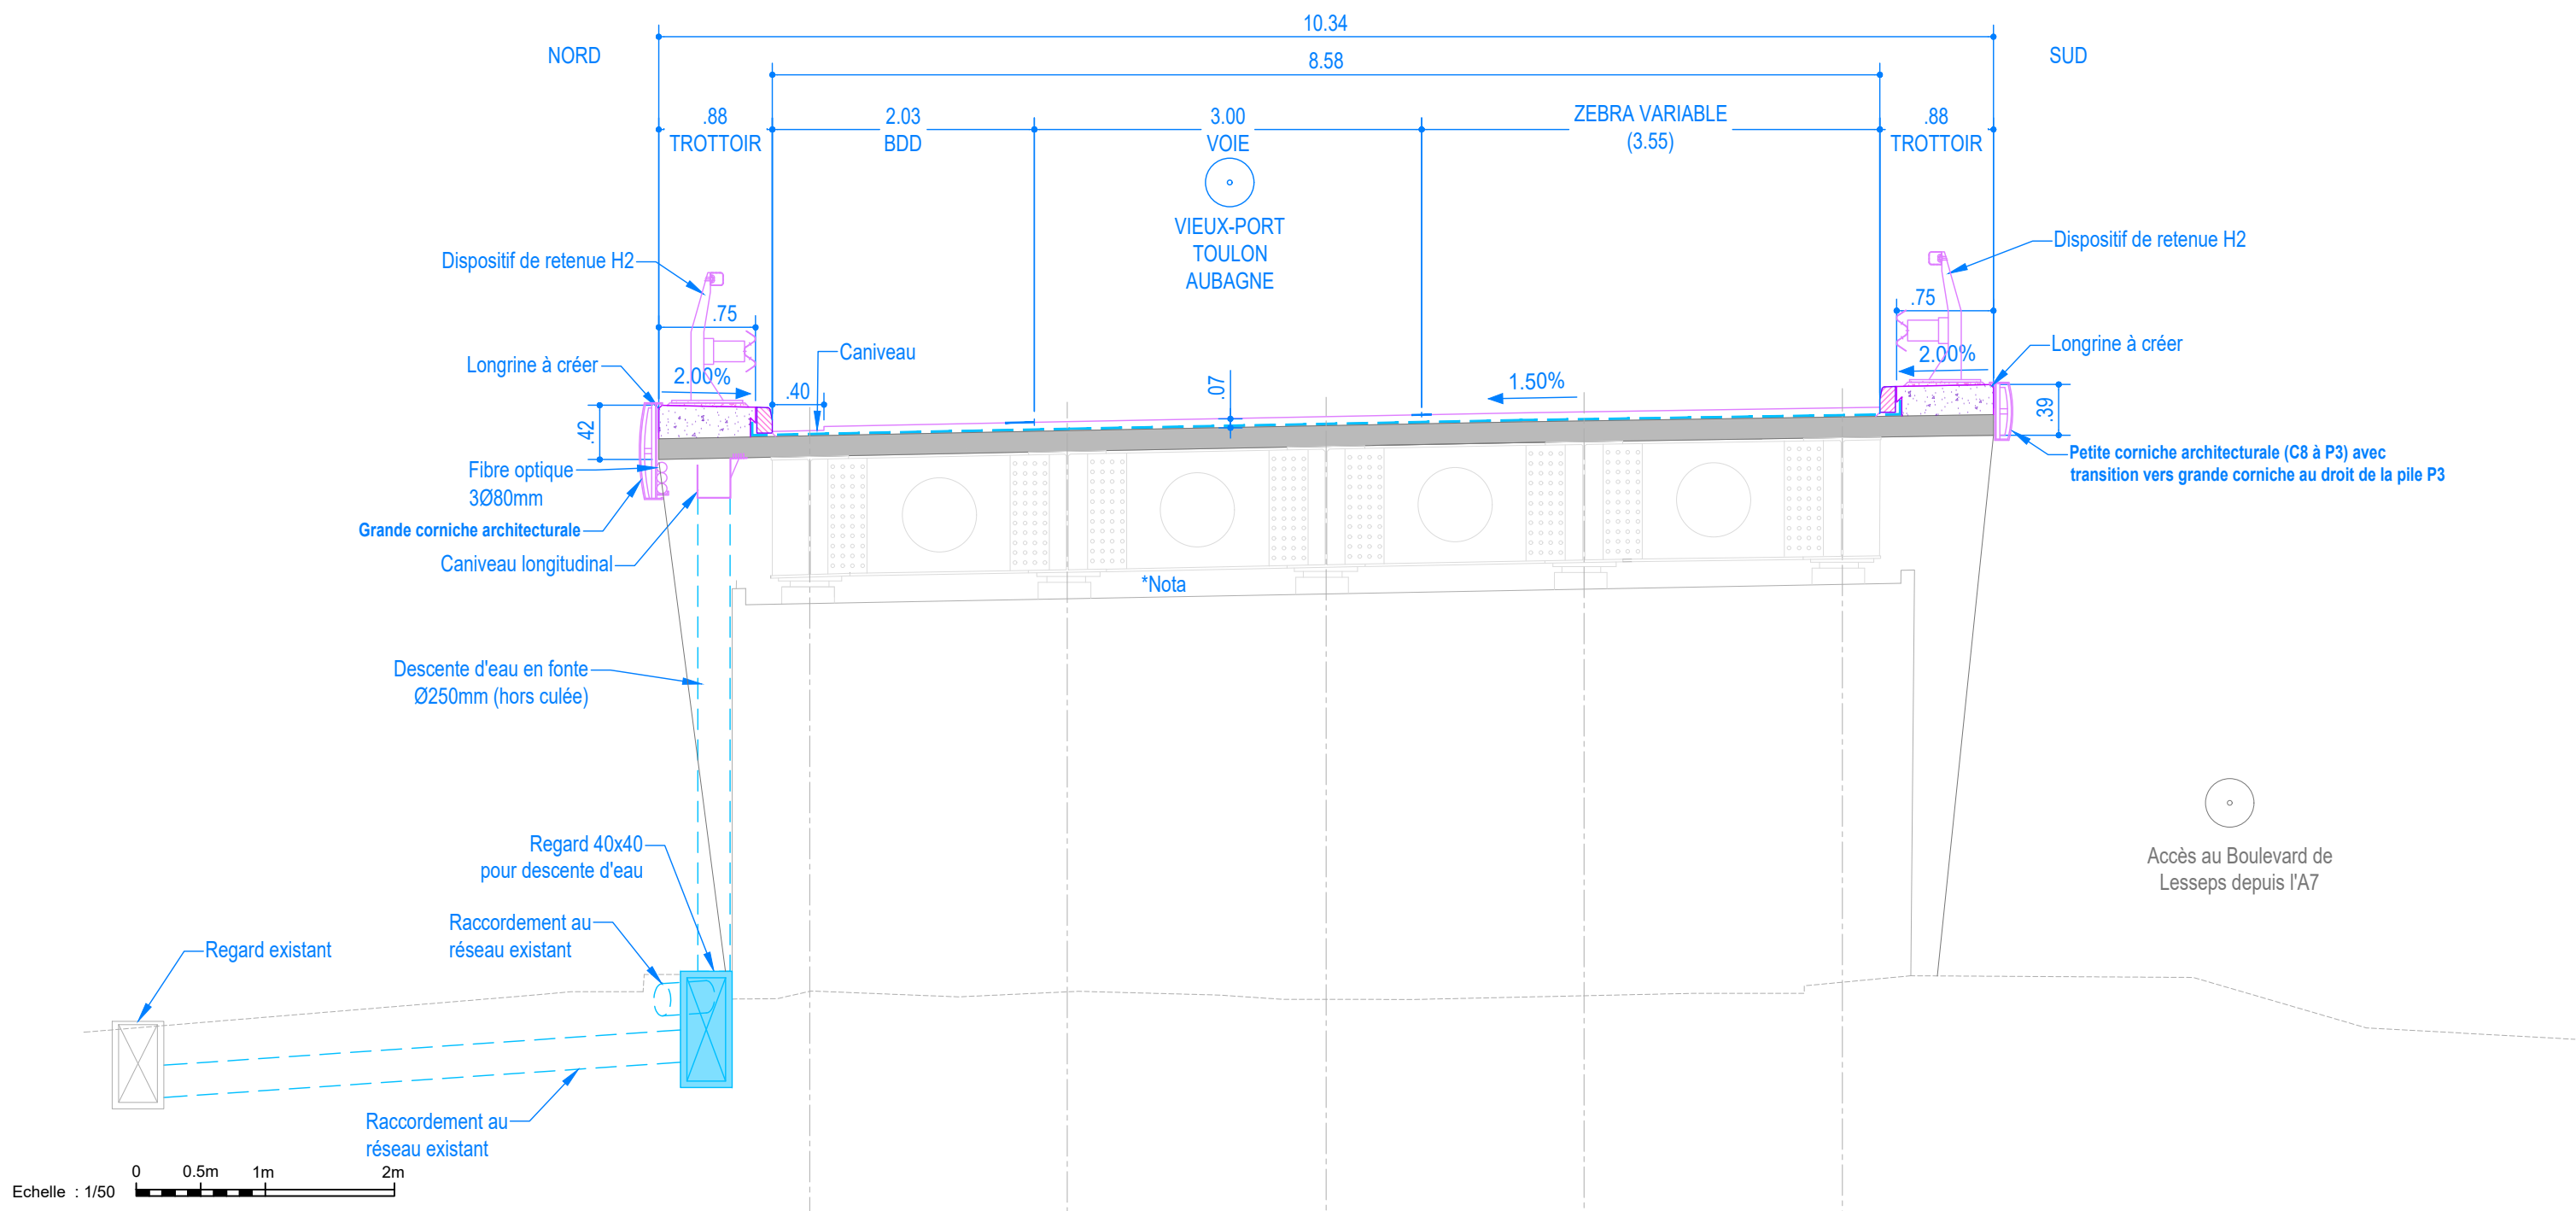 10.34
NORD
SUD
8.58
.88
TROTTOIR
2.03
BDD
3.00
VOIE
ZEBRA VARIABLE
(3.55)
.88
TROTTOIR
VIEUX-PORT
TOULON
AUBAGNE
Dispositif de retenue H2
Dispositif de retenue H2
.75
.75
Longrine à créer
Caniveau
Longrine à créer
2.00%
.40
.07
1.50%
2.00%
.42
.39
Fibre optique
3Ø80mm
Grande corniche architecturale
Caniveau longitudinal
Petite corniche architecturale (C8 à P3) avec
transition vers grande corniche au droit de la pile P3
*Nota
Descente d'eau en fonte
Ø250mm (hors culée)
Regard 40x40
pour descente d'eau
Accès au Boulevard de
Lesseps depuis l'A7
Raccordement au
réseau existant
Regard existant
Raccordement au
réseau existant
0 0.5m 1m 2m
Echelle : 1/50